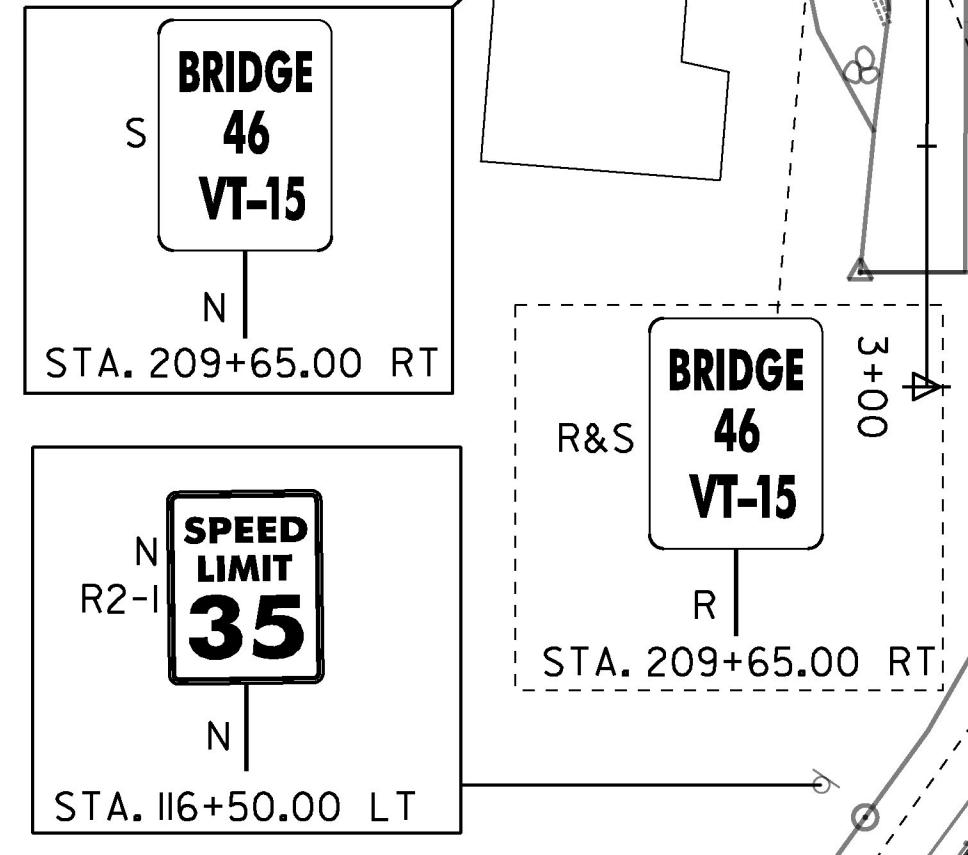 BRIDGE
46
VT-15
S
N
STA. 209+65.00 RT
BRIDGE
46
VT-15
R&S
R
STA. 209+65.00 RT
3+00
SPEED
LIMIT
35
N
R2-1
N
STA. 116+50.00 LT